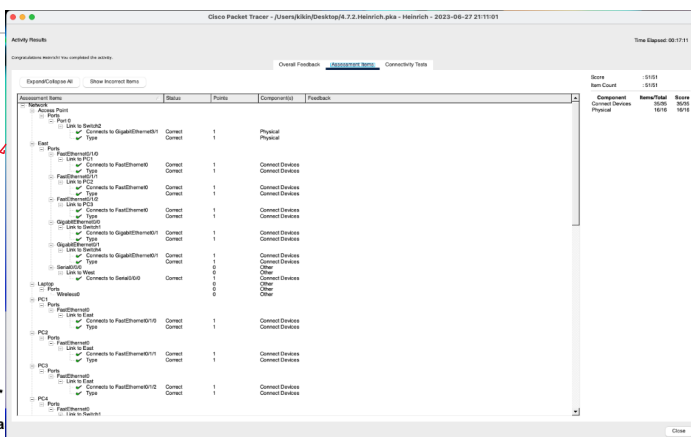 Cisco Packet Tracer - /Users/kikin/Desktop/4.7.2.Heinrich.pka - Heinrich - 2023-06-27 21:11:01
Activity Results
Time Elapsed: 00:17:11
Congratulations Heinrich! You completed the activity.
Overall Feedback Assessment Items Connectivity Tests
Expand/Collapse All Show Incorrect Items
Score : 51/51
Item Count : 51/51
Component Items/Total Score
Connect Devices 35/35 35/35
Physical 16/16 16/16
Assessment Items Status Points Component(s) Feedback
Network
Access Point
Ports
Port 0
Link to Switch2
Connects to GigabitEthernet3/1 Correct 1 Physical
Type Correct 1 Physical
East
Ports
FastEthernet0/1/0
Link to PC1
Connects to FastEthernet0 Correct 1 Connect Devices
Type Correct 1 Connect Devices
FastEthernet0/1/1
Link to PC2
Connects to FastEthernet0 Correct 1 Connect Devices
Type Correct 1 Connect Devices
FastEthernet0/1/2
Link to PC3
Connects to FastEthernet0 Correct 1 Connect Devices
Type Correct 1 Connect Devices
GigabitEthernet0/0
Link to Switch1
Connects to GigabitEthernet0/1 Correct 1 Connect Devices
Type Correct 1 Connect Devices
GigabitEthernet0/1
Link to Switch4
Connects to GigabitEthernet0/1 Correct 1 Connect Devices
Type Correct 1 Connect Devices
Serial0/0/0 0 Other
Link to West 0 Other
Connects to Serial0/0/0 Correct 1 Connect Devices
Laptop 0 Other
Ports 0 Other
Wireless0 0 Other
PC1
Ports
FastEthernet0
Link to East
Connects to FastEthernet0/1/0 Correct 1 Connect Devices
Type Correct 1 Connect Devices
PC2
Ports
FastEthernet0
Link to East
Connects to FastEthernet0/1/1 Correct 1 Connect Devices
Type Correct 1 Connect Devices
PC3
Ports
FastEthernet0
Link to East
Connects to FastEthernet0/1/2 Correct 1 Connect Devices
Type Correct 1 Connect Devices
PC4
Ports
FastEthernet0
Link to Switch1
Close